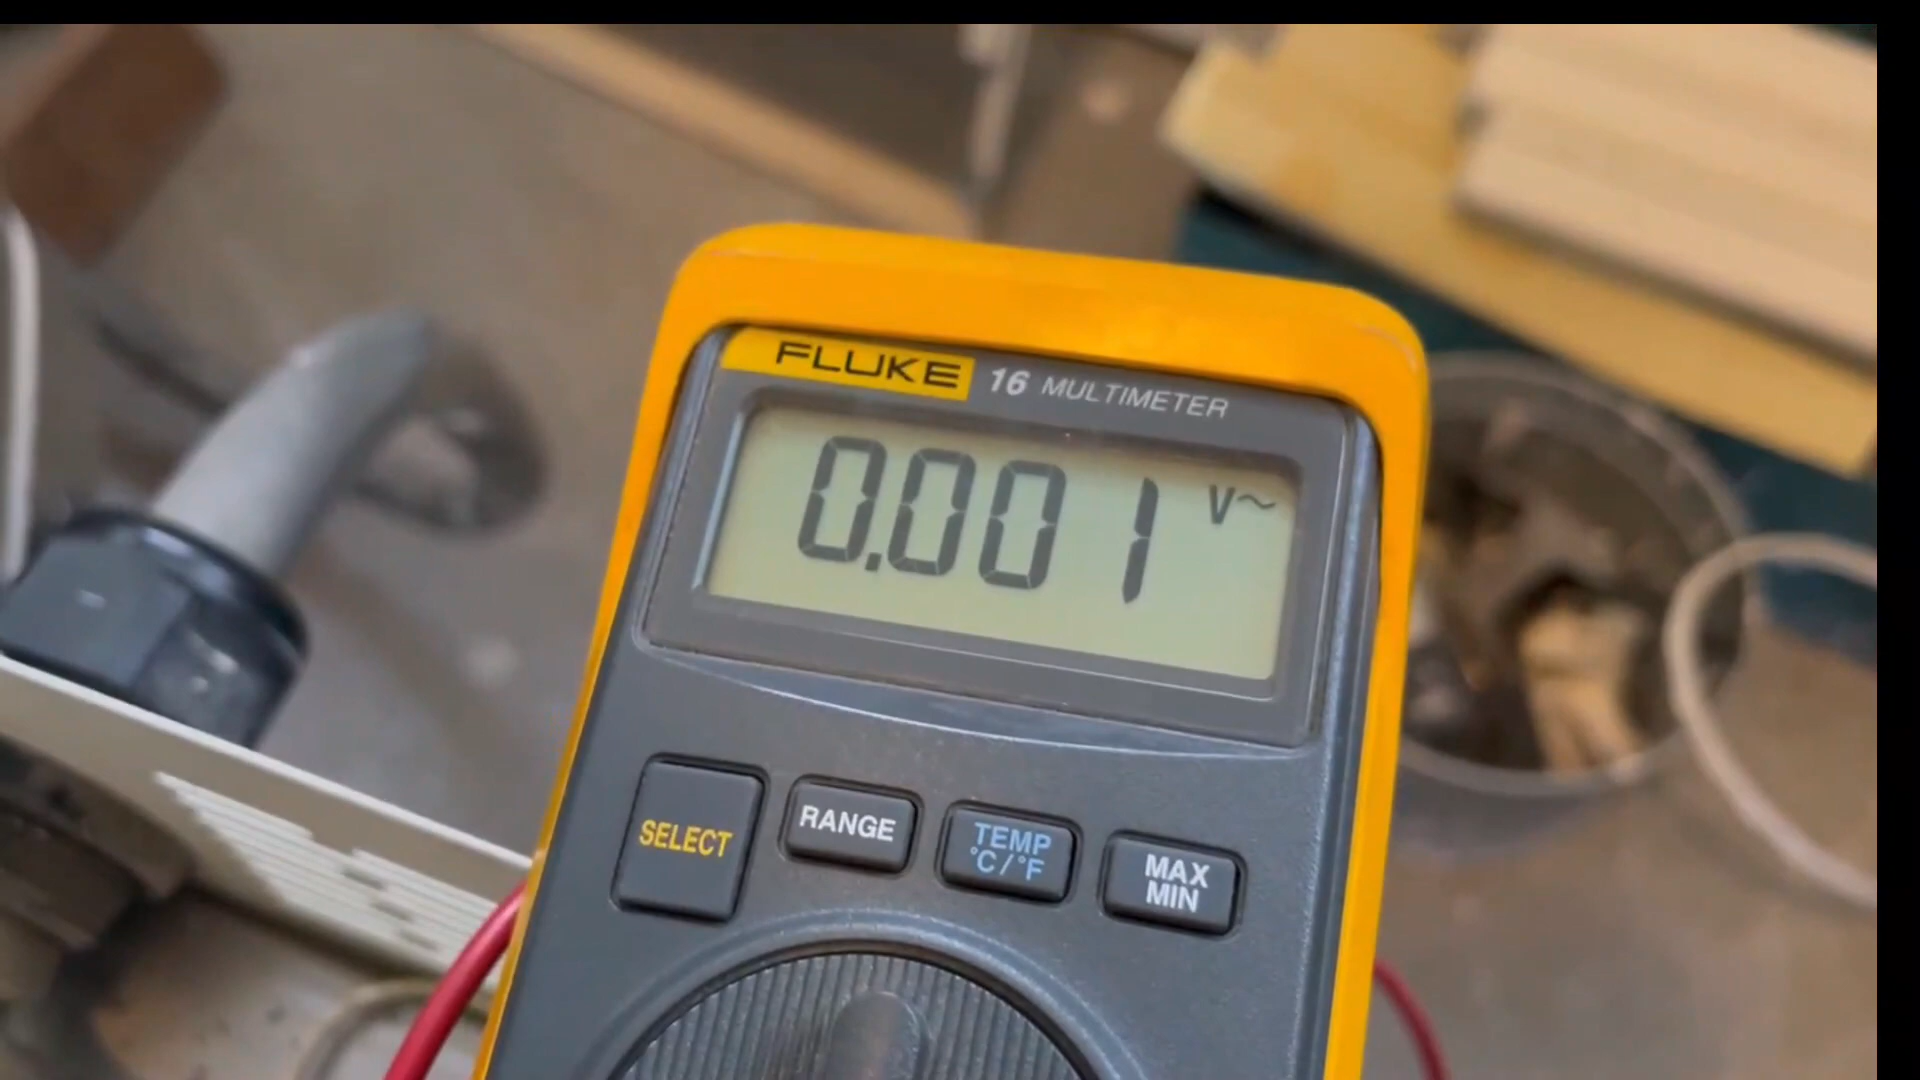 FLUKE 16 MULTIMETER
0.001 V~
SELECT
RANGE
TEMP
°C/°F
MAX
MIN